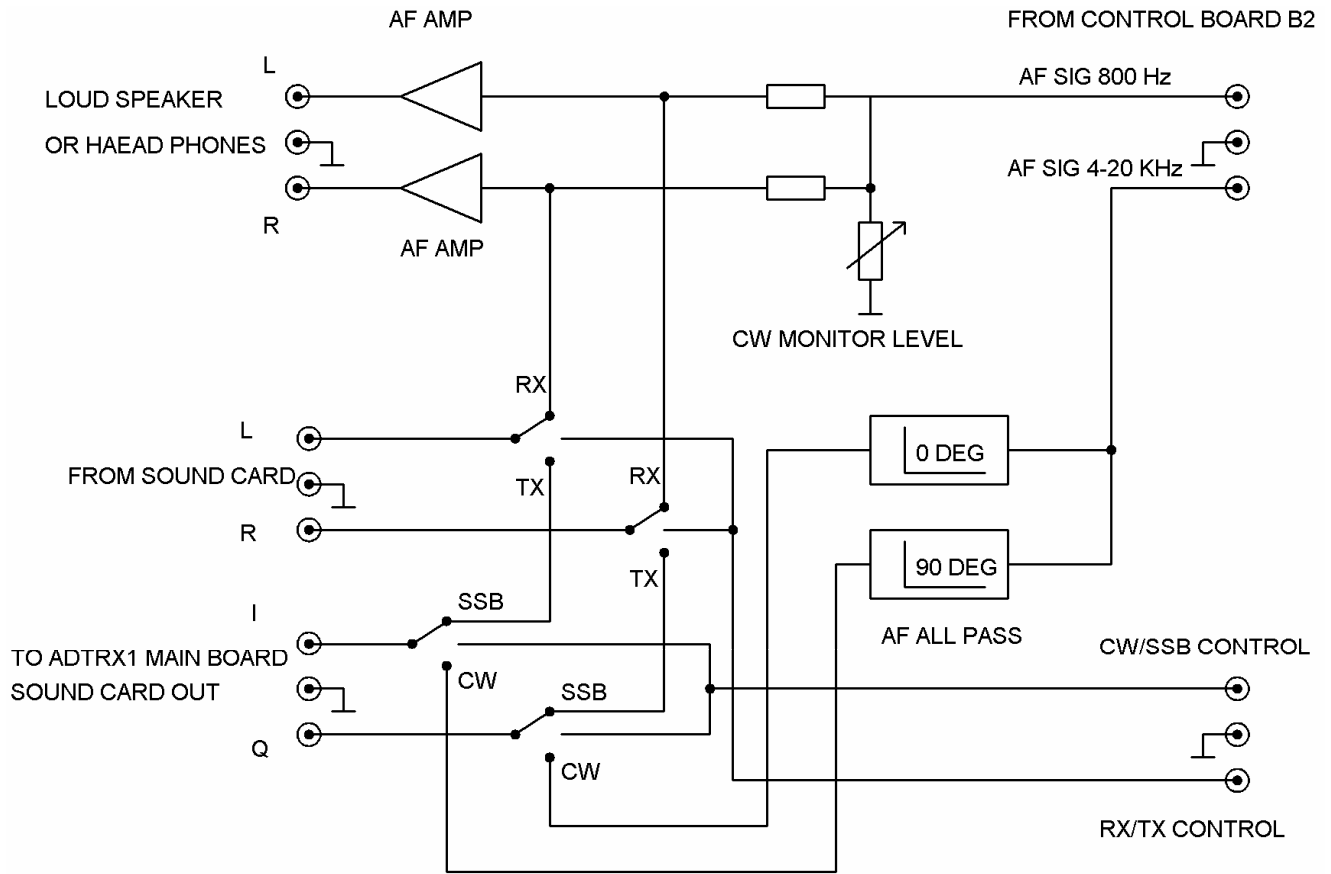 AF AMP
FROM CONTROL BOARD B2
L
AF SIG 800 Hz
LOUD SPEAKER
OR HAEAD PHONES
AF SIG 4-20 KHz
R
AF AMP
CW MONITOR LEVEL
RX
L
0 DEG
FROM SOUND CARD
TX
RX
R
90 DEG
TX
SSB
I
AF ALL PASS
CW/SSB CONTROL
TO ADTRX1 MAIN BOARD
CW
SSB
SOUND CARD OUT
Q
CW
RX/TX CONTROL